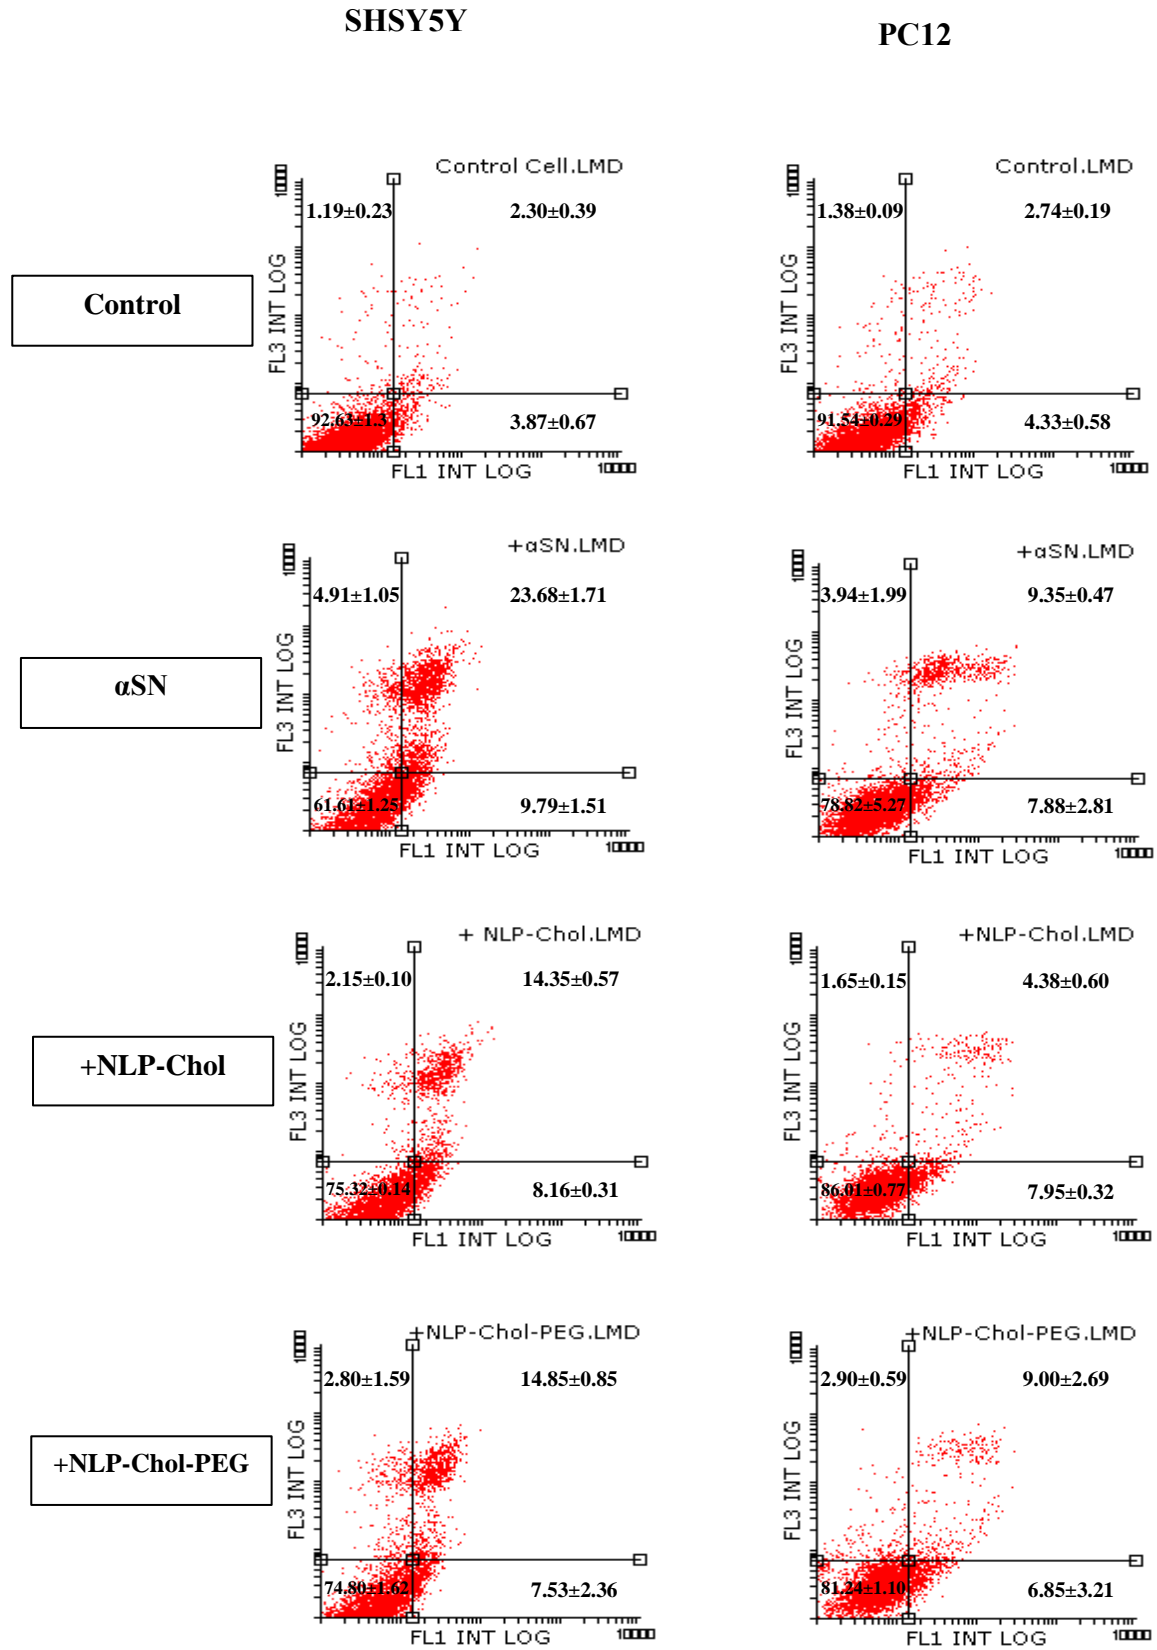 SHSY5Y
PC12
Control Cell.LMD
Control.LMD
1.19±0.23
2.30±0.39
1.38±0.09
2.74±0.19
Control
FL3 INT LOG
FL3 INT LOG
92.63±1.3
3.87±0.67
91.54±0.29
4.33±0.58
FL1 INT LOG
FL1 INT LOG
+αSN.LMD
+αSN.LMD
4.91±1.05
23.68±1.71
3.94±1.99
9.35±0.47
αSN
FL3 INT LOG
FL3 INT LOG
61.61±1.25
9.79±1.51
78.82±5.27
7.88±2.81
FL1 INT LOG
FL1 INT LOG
+ NLP-Chol.LMD
+NLP-Chol.LMD
2.15±0.10
14.35±0.57
1.65±0.15
4.38±0.60
+NLP-Chol
FL3 INT LOG
FL3 INT LOG
75.32±0.14
8.16±0.31
86.01±0.77
7.95±0.32
FL1 INT LOG
FL1 INT LOG
+NLP-Chol-PEG.LMD
+NLP-Chol-PEG.LMD
2.80±1.59
14.85±0.85
2.90±0.59
9.00±2.69
+NLP-Chol-PEG
FL3 INT LOG
FL3 INT LOG
74.80±1.62
7.53±2.36
81.24±1.10
6.85±3.21
FL1 INT LOG
FL1 INT LOG